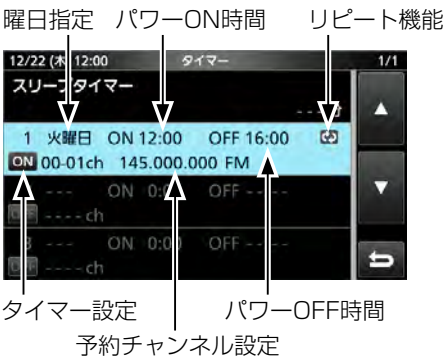 曜日指定 パワーON時間 リピート機能
12/22 (木) 12:00 タイマー 1/1
スリープタイマー
1 火曜日 ON 12:00 OFF 16:00
ON 00-01ch 145.000.000 FM
--- ON 0:00 OFF -----
OFF ----ch
3 --- ON 0:00 OFF -----
OFF ----ch
タイマー設定 パワーOFF時間
予約チャンネル設定